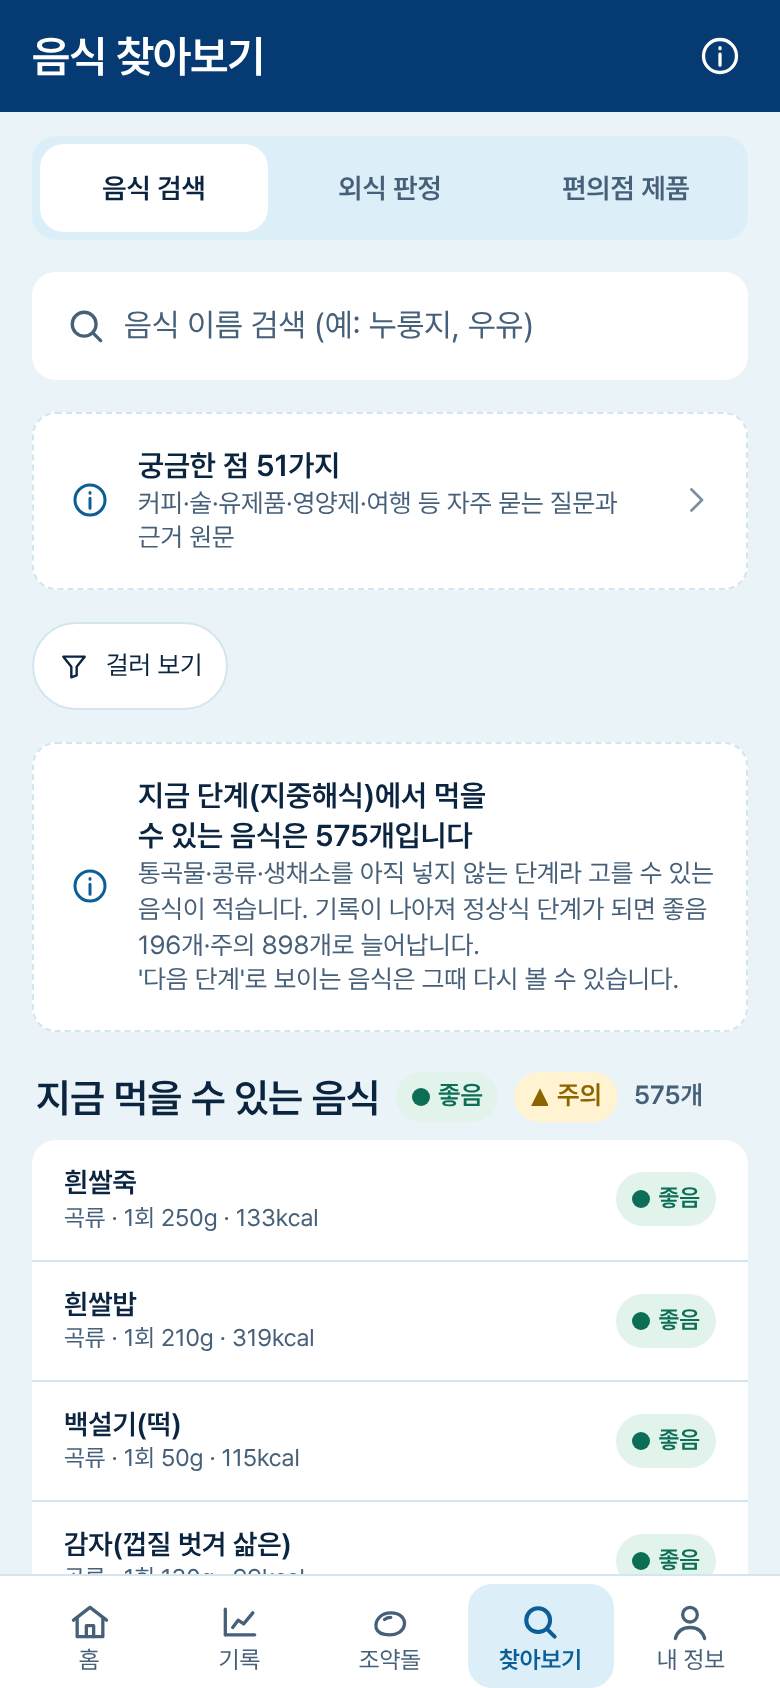 음식 찾아보기
음식 검색
외식 판정
편의점 제품
음식 이름 검색 (예: 누룽지, 우유)
궁금한 점 51가지
커피·술·유제품·영양제·여행 등 자주 묻는 질문과
근거 원문
걸러 보기
지금 단계(지중해식)에서 먹을
수 있는 음식은 575개입니다
통곡물·콩류·생채소를 아직 넣지 않는 단계라 고를 수 있는
음식이 적습니다. 기록이 나아져 정상식 단계가 되면 좋음
196개·주의 898개로 늘어납니다.
'다음 단계'로 보이는 음식은 그때 다시 볼 수 있습니다.
지금 먹을 수 있는 음식 ● 좋음 ▲ 주의 575개
흰쌀죽
곡류 · 1회 250g · 133kcal
● 좋음
흰쌀밥
곡류 · 1회 210g · 319kcal
● 좋음
백설기(떡)
곡류 · 1회 50g · 115kcal
● 좋음
감자(껍질 벗겨 삶은)
● 좋음
홈
기록
조약돌
찾아보기
내 정보